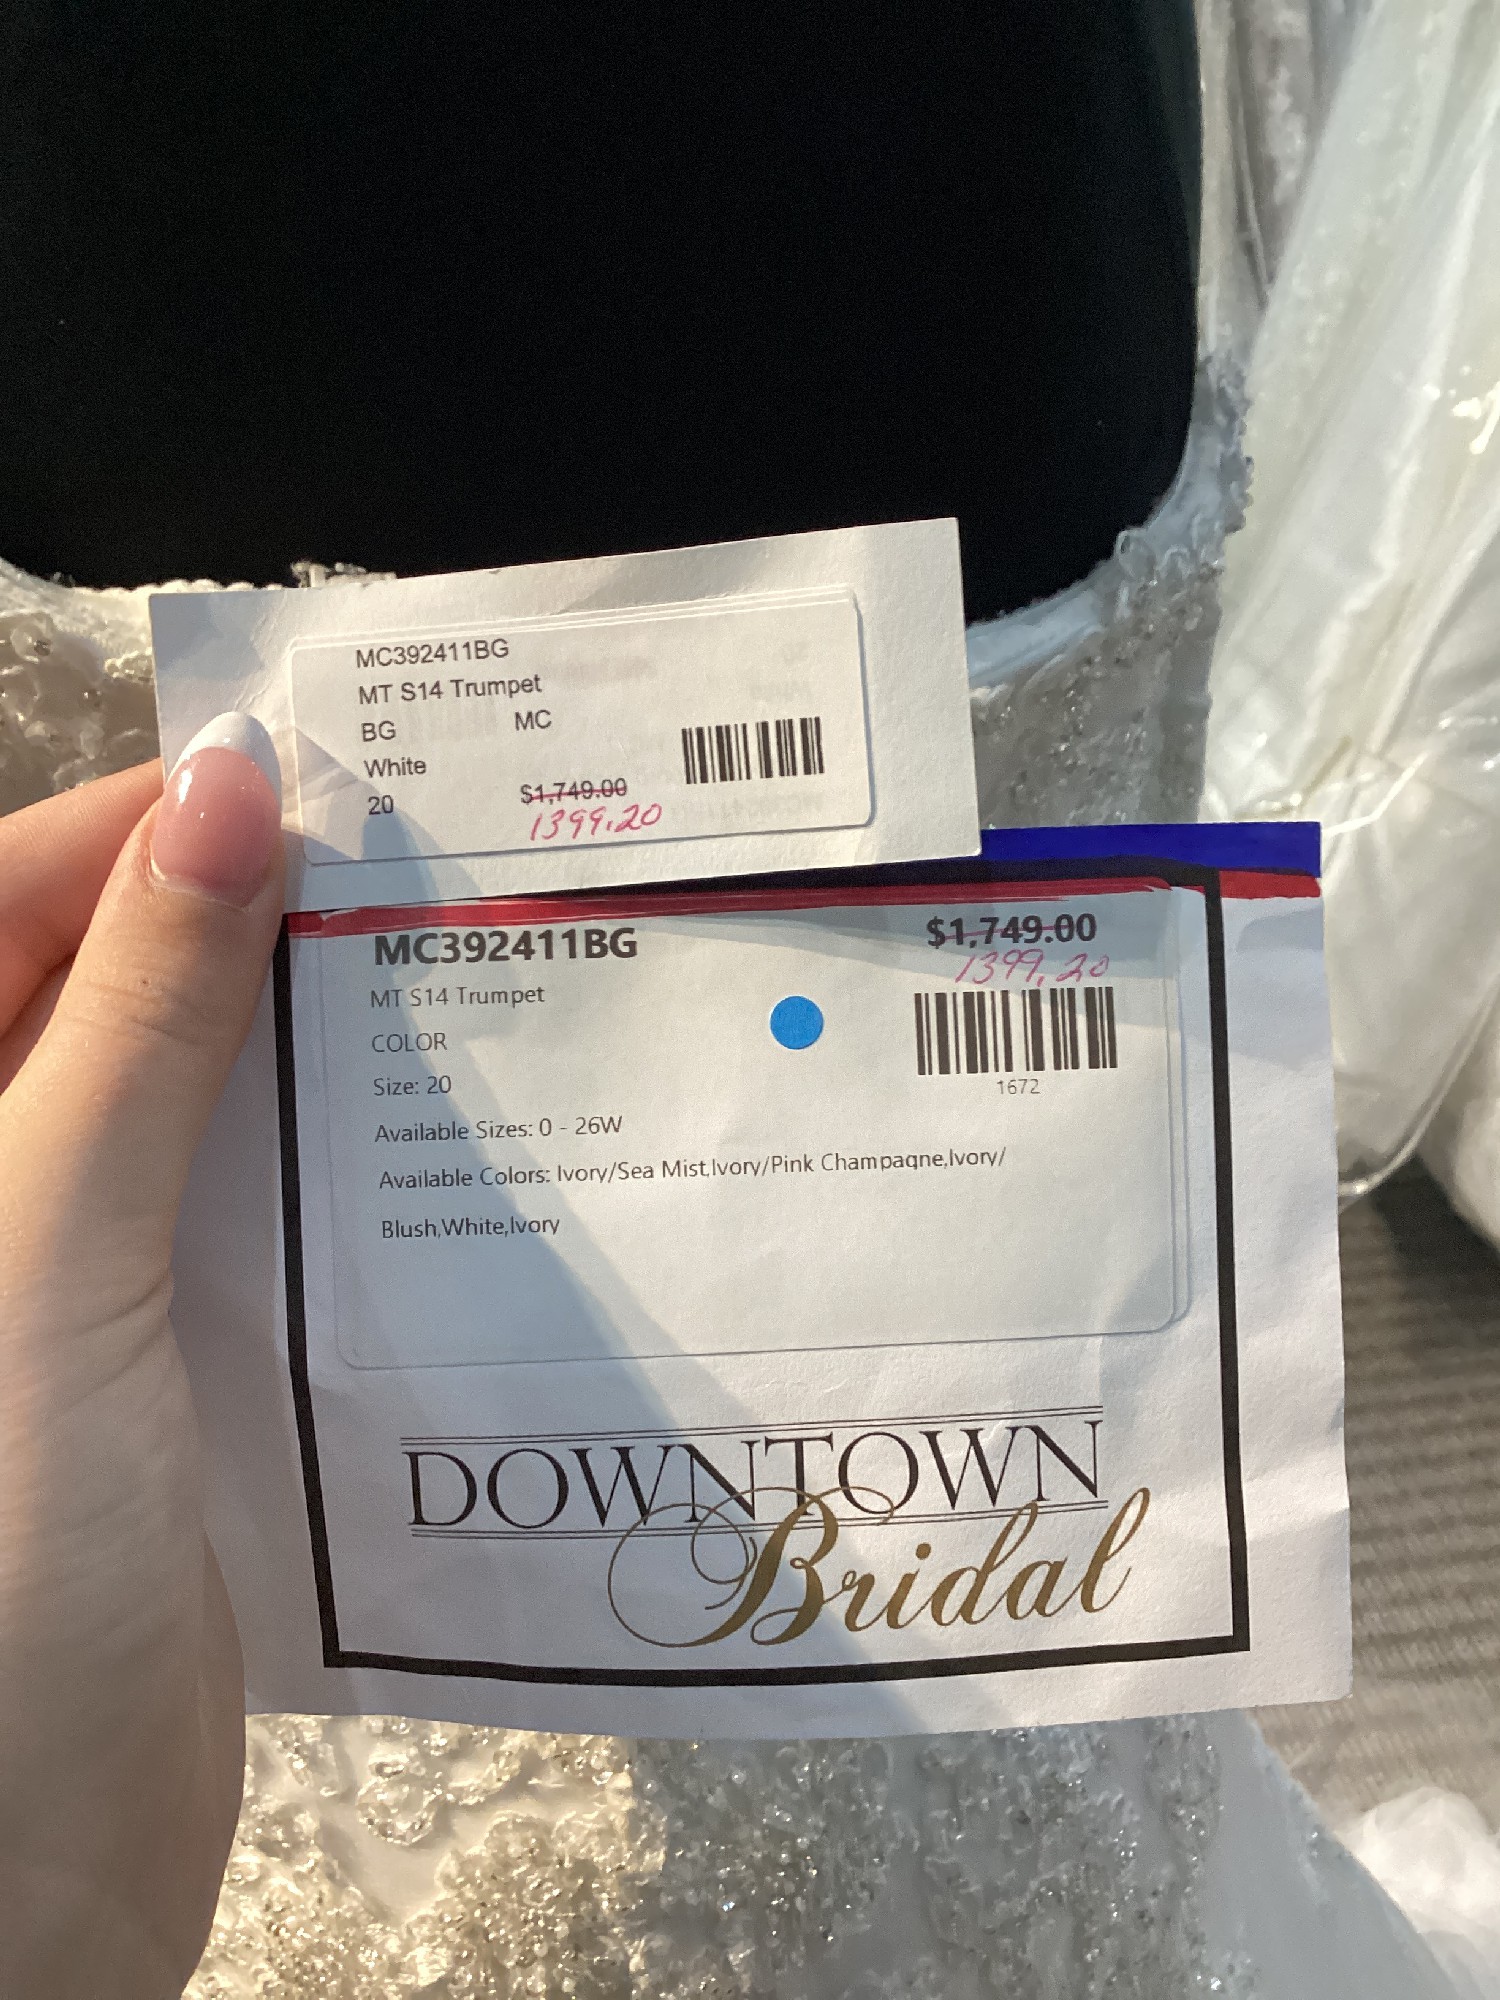 MC392411BG
MT S14 Trumpet
BG MC
White
20 $1,749.00
1399.20
MC392411BG $1,749.00
1399.20
MT S14 Trumpet
COLOR
Size: 20
1672
Available Sizes: 0 - 26W
Available Colors: Ivory/Sea Mist,Ivory/Pink Champagne,Ivory/
Blush,White,Ivory
DOWNTOWN
Bridal